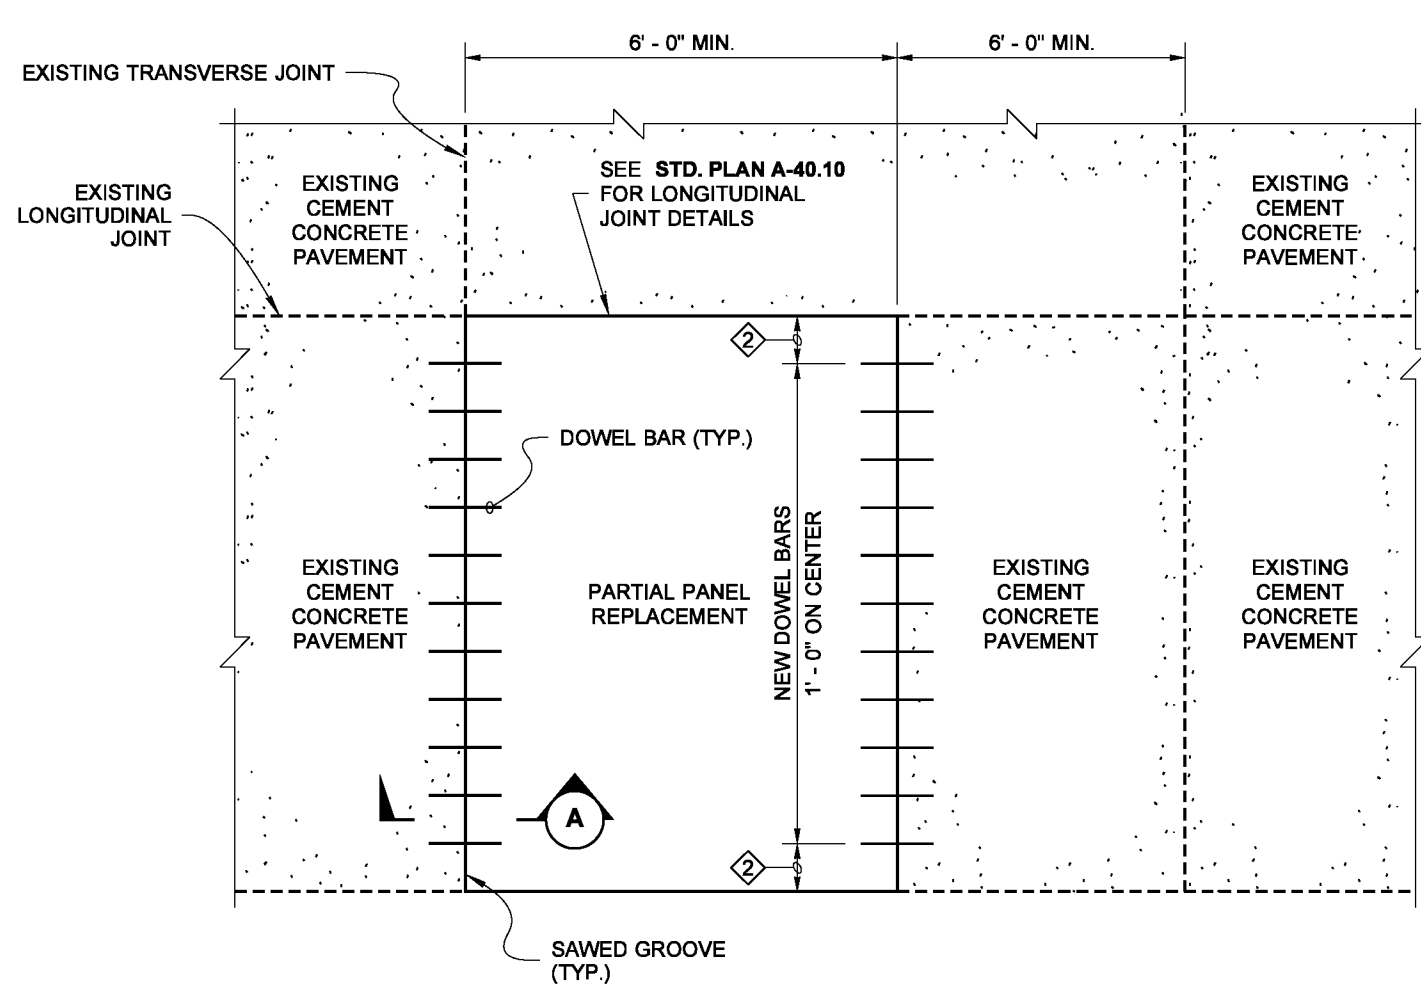 6' - 0" MIN.
6' - 0" MIN.
EXISTING TRANSVERSE JOINT
SEE STD. PLAN A-40.10
FOR LONGITUDINAL
JOINT DETAILS
EXISTING
LONGITUDINAL
JOINT
EXISTING
CEMENT
CONCRETE
PAVEMENT
EXISTING
CEMENT
CONCRETE
PAVEMENT
2
DOWEL BAR (TYP.)
NEW DOWEL BARS
1' - 0" ON CENTER
EXISTING
CEMENT
CONCRETE
PAVEMENT
PARTIAL PANEL
REPLACEMENT
EXISTING
CEMENT
CONCRETE
PAVEMENT
EXISTING
CEMENT
CONCRETE
PAVEMENT
A
2
SAWED GROOVE
(TYP.)